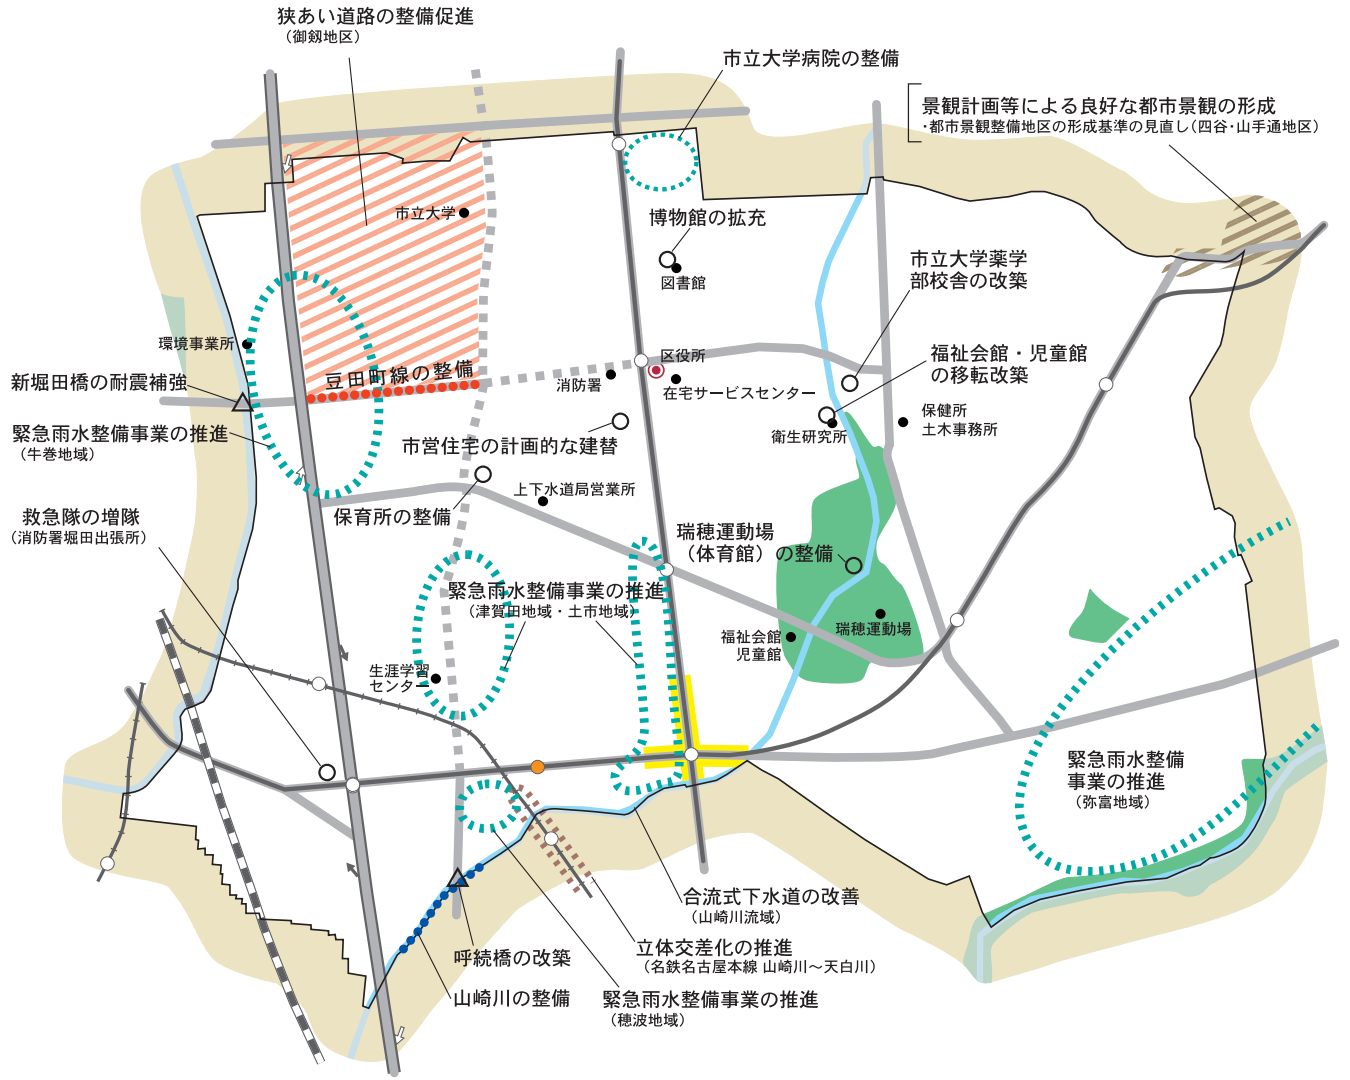 狭あい道路の整備促進
（御剱地区）
市立大学病院の整備
景観計画等による良好な都市景観の形成
・都市景観整備地区の形成基準の見直し（四谷・山手通地区）
市立大学
博物館の拡充
図書館
市立大学薬学
部校舎の改築
環境事業所
新堀田橋の耐震補強
豆田町線の整備
区役所
消防署
在宅サービスセンター
福祉会館・児童館
の移転改築
保健所
土木事務所
衛生研究所
緊急雨水整備事業の推進
（牛巻地域）
市営住宅の計画的な建替
上下水道局営業所
保育所の整備
救急隊の増隊
（消防署堀田出張所）
瑞穂運動場
（体育館）の整備
緊急雨水整備事業の推進
（津賀田地域・土市地域）
瑞穂運動場
福祉会館
児童館
生涯学習
センター
緊急雨水整備
事業の推進
（弥富地域）
合流式下水道の改善
（山崎川流域）
立体交差化の推進
（名鉄名古屋本線 山崎川～天白川）
呼続橋の改築
山崎川の整備
緊急雨水整備事業の推進
（穂波地域）